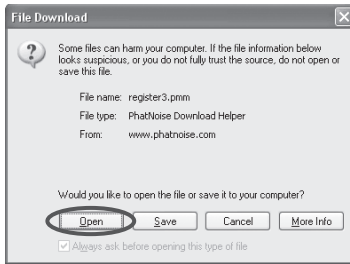 File Download
Some files can harm your computer. If the file information below
looks suspicious, or you do not fully trust the source, do not open or
save this file.
File name: register3.pmm
File type: PhatNoise Download Helper
From: www.phatnoise.com
Would you like to open the file or save it to your computer?
Open Save Cancel More Info
Always ask before opening this type of file